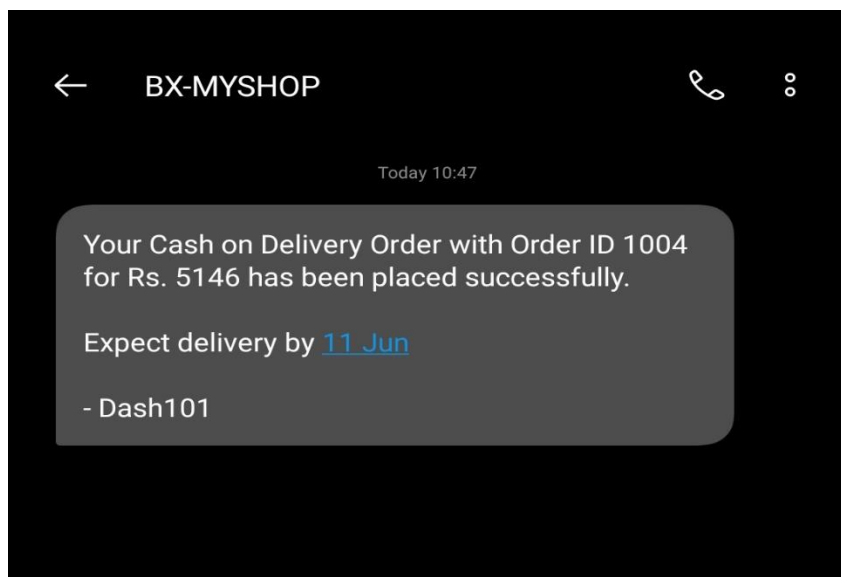 BX-MYSHOP
Today 10:47
Your Cash on Delivery Order with Order ID 1004
for Rs. 5146 has been placed successfully.
Expect delivery by 11 Jun
- Dash101